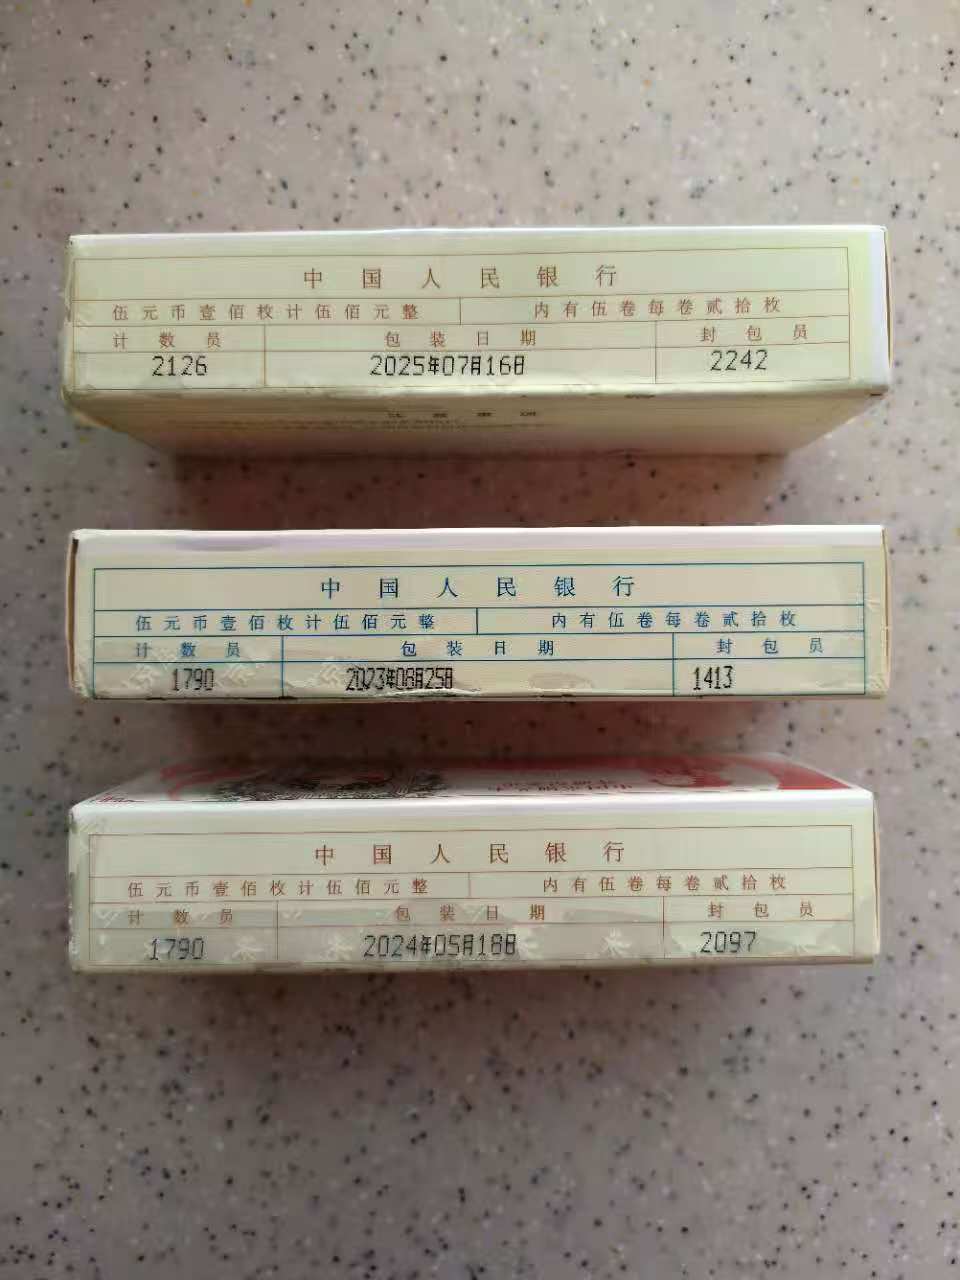 中国人民银行
伍元币壹佰枚计伍佰元整 内有伍卷每卷贰拾枚
计数员 包装日期 封包员
2126 2025年07月16日 2242
中国人民银行
伍元币壹佰枚计伍佰元整 内有伍卷每卷贰拾枚
计数员 包装日期 封包员
1790 2023年08月25日 1413
中国人民银行
伍元币壹佰枚计伍佰元整 内有伍卷每卷贰拾枚
计数员 包装日期 封包员
1790 2024年05月18日 2097